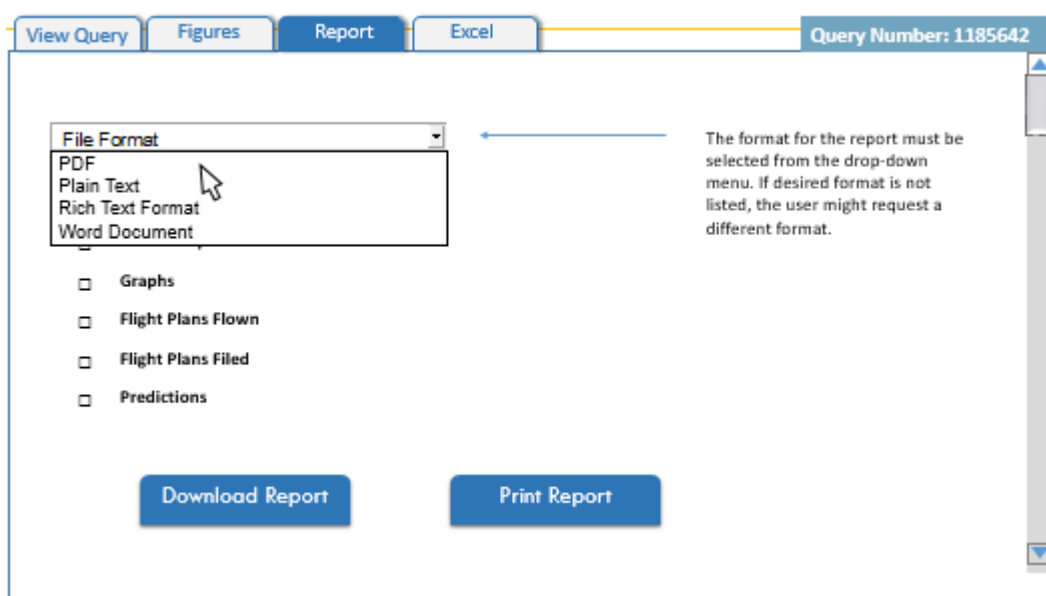 View Query Figures Report Excel Query Number: 1185642
File Format
PDF
Plain Text
Rich Text Format
Word Document
The format for the report must be
selected from the drop-down
menu. If desired format is not
listed, the user might request a
different format.
Graphs
Flight Plans Flown
Flight Plans Filed
Predictions
Download Report Print Report